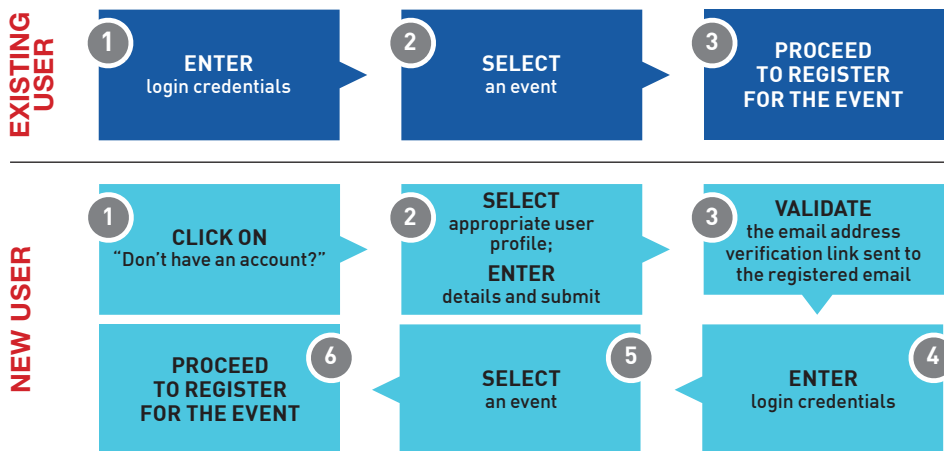 EXISTING
USER
1
ENTER
login credentials
2
SELECT
an event
3
PROCEED
TO REGISTER
FOR THE EVENT
NEW USER
1
CLICK ON
“Don’t have an account?”
2
SELECT
appropriate user
profile;
ENTER
details and submit
3
VALIDATE
the email address
verification link sent to
the registered email
4
ENTER
login credentials
5
SELECT
an event
6
PROCEED
TO REGISTER
FOR THE EVENT